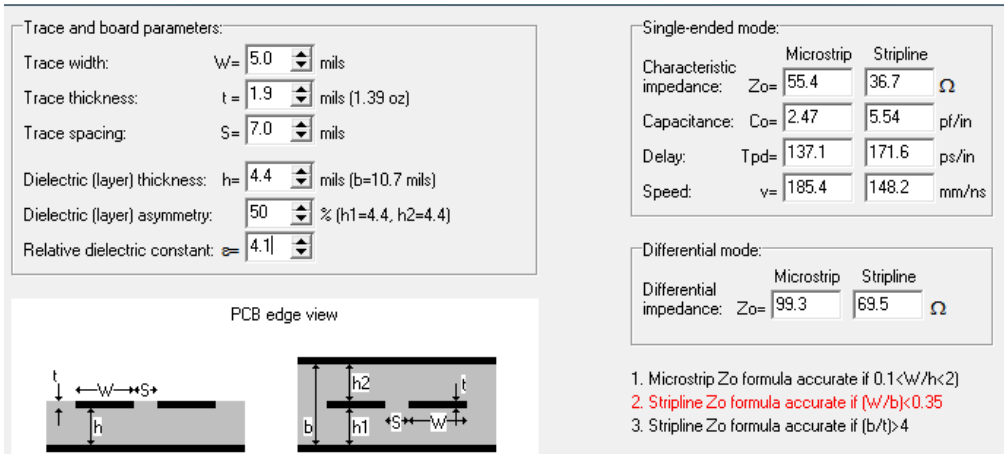 Trace and board parameters:
Trace width: W= 5.0 mils
Trace thickness: t = 1.9 mils (1.39 oz)
Trace spacing: S= 7.0 mils
Dielectric (layer) thickness: h= 4.4 mils (b=10.7 mils)
Dielectric (layer) asymmetry: 50 % (h1=4.4, h2=4.4)
Relative dielectric constant: ε= 4.1
PCB edge view
t W S h
b h2 h1 S W t
Single-ended mode:
Microstrip Stripline
Characteristic
impedance: Zo= 55.4 36.7 Ω
Capacitance: Co= 2.47 5.54 pf/in
Delay: Tpd= 137.1 171.6 ps/in
Speed: v= 185.4 148.2 mm/ns
Differential mode:
Microstrip Stripline
Differential
impedance: Zo= 99.3 69.5 Ω
1. Microstrip Zo formula accurate if 0.1<W/h<2)
2. Stripline Zo formula accurate if (W/b)<0.35
3. Stripline Zo formula accurate if (b/t)>4